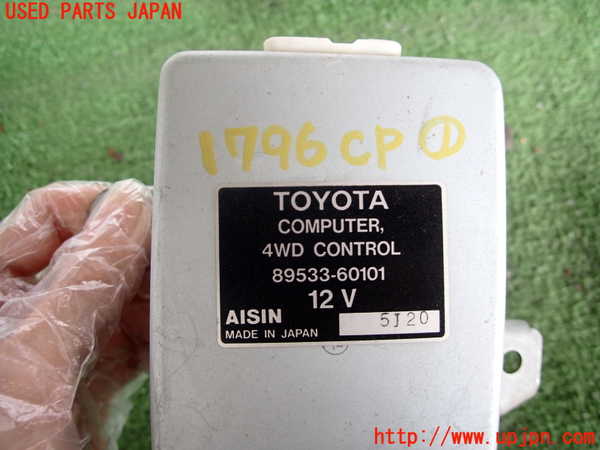 USED PARTS JAPAN
1796 CP ①
TOYOTA
COMPUTER,
4WD CONTROL
89533-60101
12 V
AISIN
5J20
MADE IN JAPAN
http://www.upjpn.com/